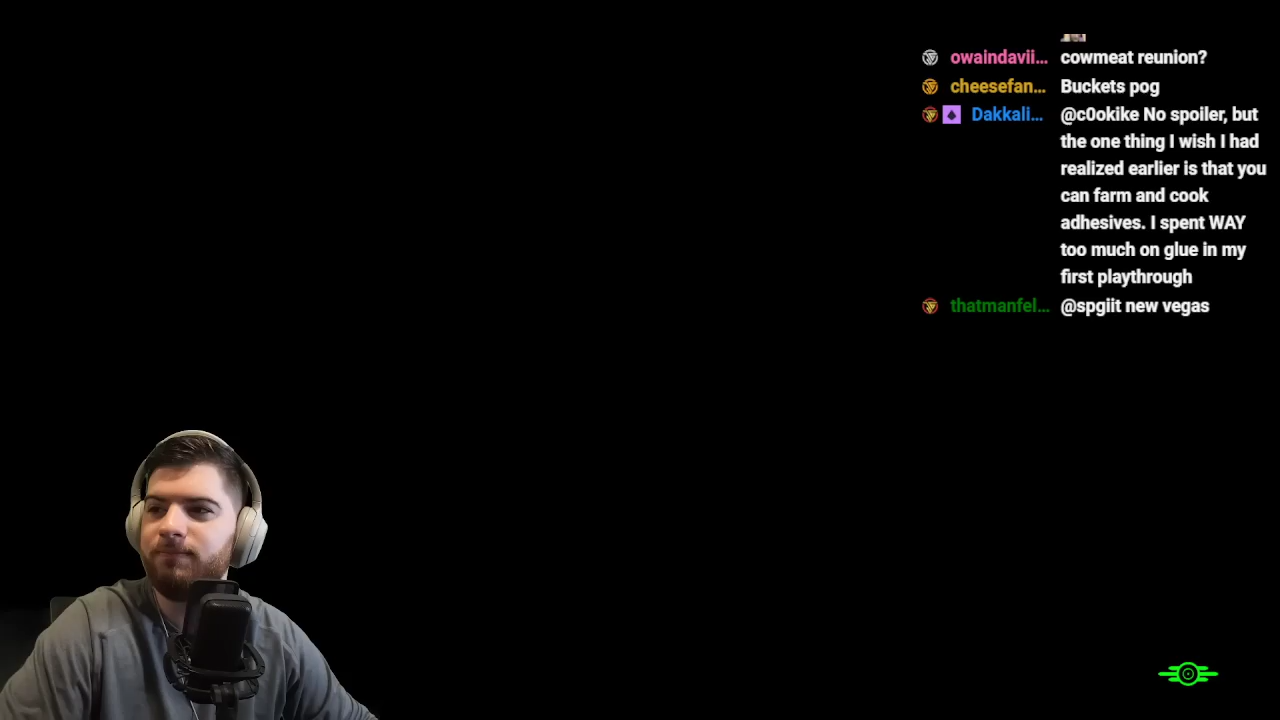 owaindavii… cowmeat reunion?
cheesefan… Buckets pog
Dakkali… @c0okike No spoiler, but
the one thing I wish I had
realized earlier is that you
can farm and cook
adhesives. I spent WAY
too much on glue in my
first playthrough
thatmanfel… @spgiit new vegas